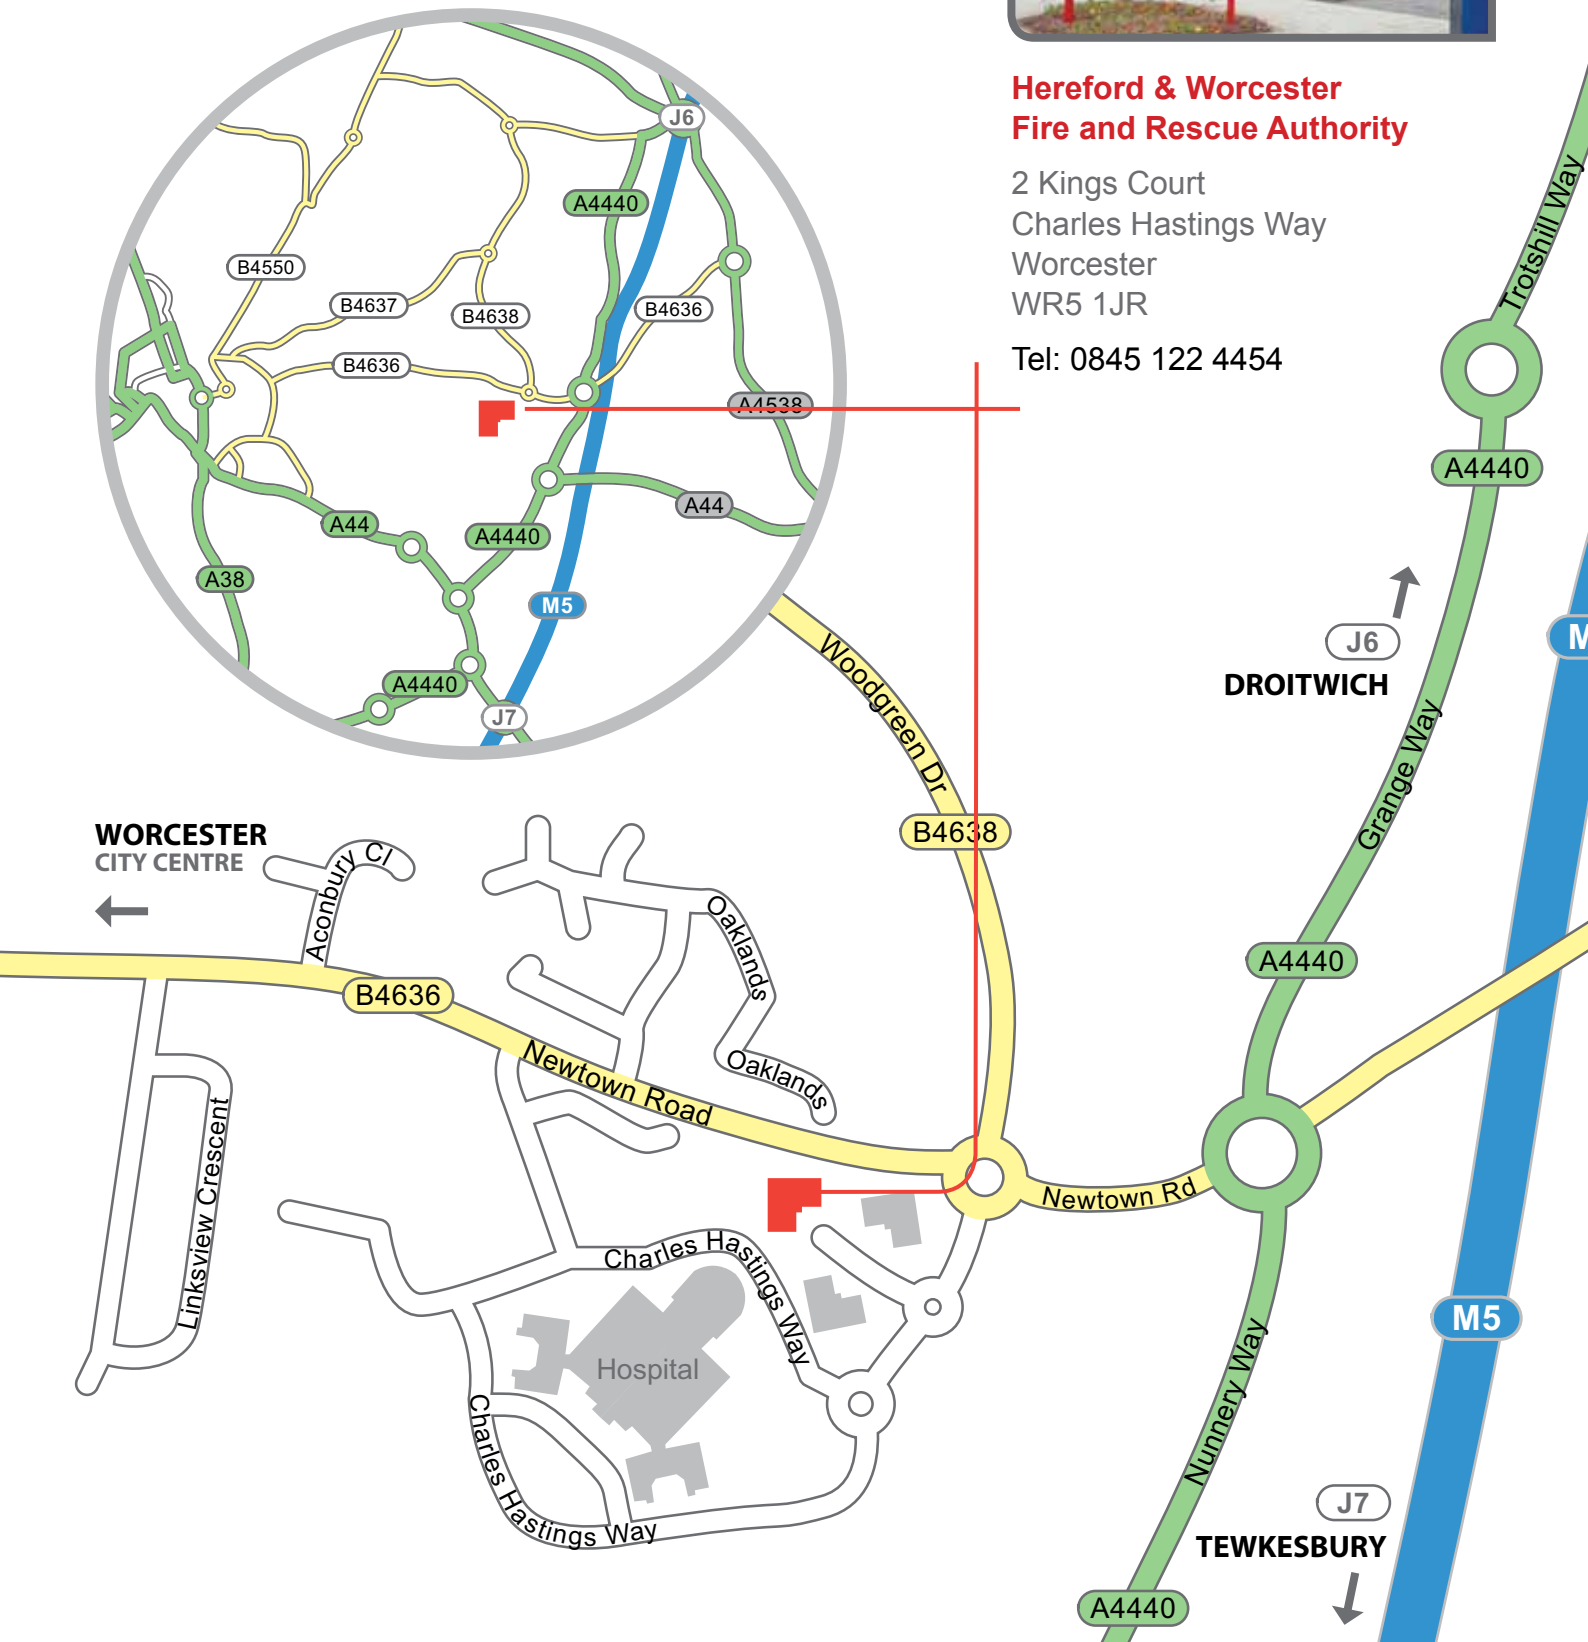 Hereford & Worcester
Fire and Rescue Authority
2 Kings Court
Charles Hastings Way
Worcester
WR5 1JR
Tel: 0845 122 4454
J6
A4440
B4550
B4637
B4638
B4636
B4636
A4538
A44
A44
A4440
A38
M5
A4440
J7
Trotshill Way
A4440
J6
DROITWICH
M
Woodgreen Dr
Grange Way
B4638
WORCESTER
CITY CENTRE
Aconbury Cl
Oaklands
A4440
B4636
Newtown Road
Oaklands
Linksview Crescent
Newtown Rd
Charles Hastings Way
Hospital
M5
Nunnery Way
Charles Hastings Way
J7
TEWKESBURY
A4440